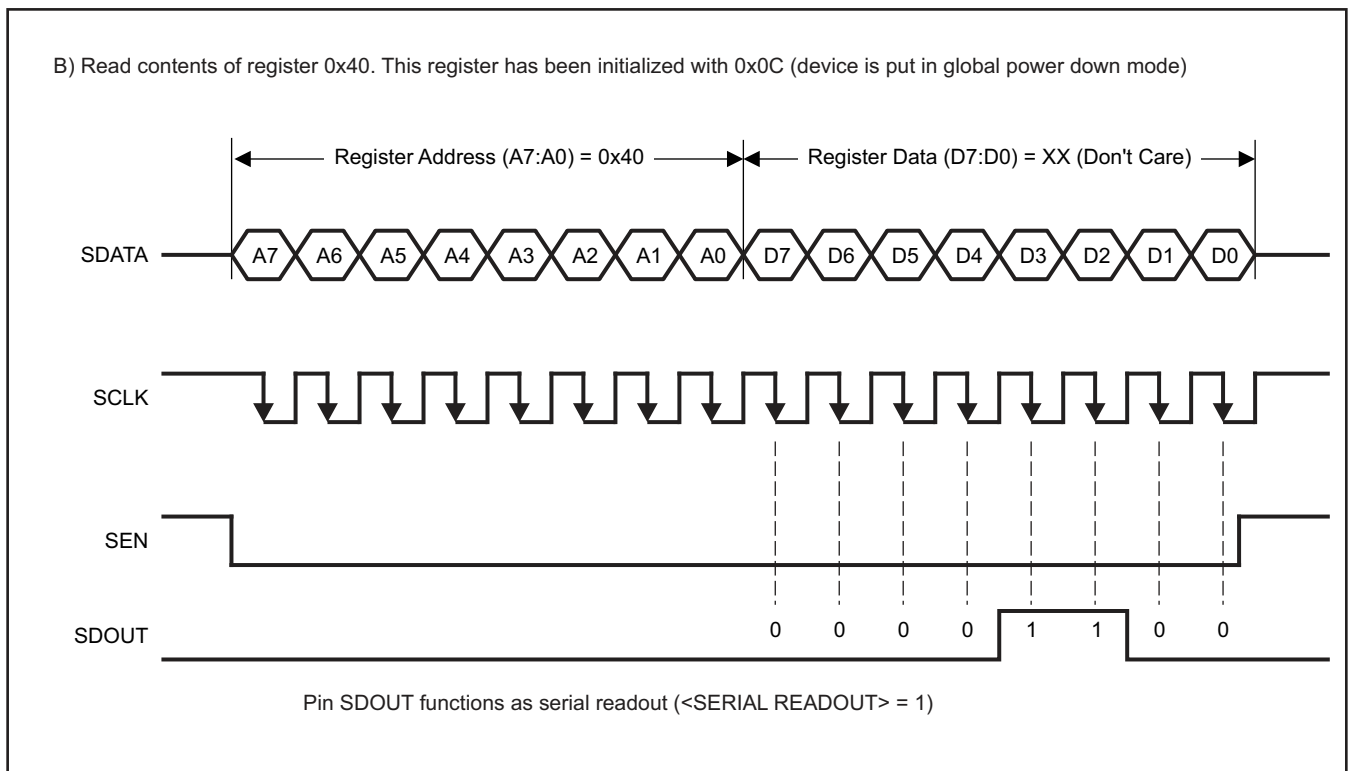 B) Read contents of register 0x40. This register has been initialized with 0x0C (device is put in global power down mode)
Register Address (A7:A0) = 0x40 Register Data (D7:D0) = XX (Don't Care)
SDATA A7 A6 A5 A4 A3 A2 A1 A0 D7 D6 D5 D4 D3 D2 D1 D0
SCLK
SEN
SDOUT 0 0 0 0 1 1 0 0
Pin SDOUT functions as serial readout (<SERIAL READOUT> = 1)